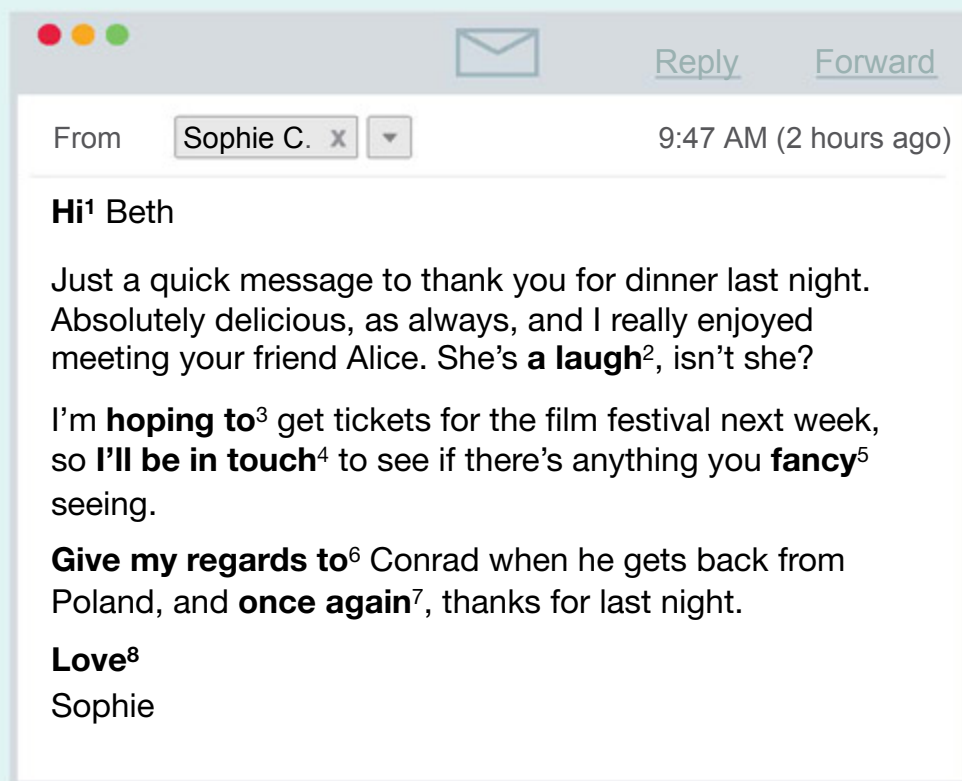 Reply Forward
From Sophie C. x 9:47 AM (2 hours ago)
Hi¹ Beth
Just a quick message to thank you for dinner last night.
Absolutely delicious, as always, and I really enjoyed
meeting your friend Alice. She’s a laugh², isn’t she?
I’m hoping to³ get tickets for the film festival next week,
so I’ll be in touch⁴ to see if there’s anything you fancy⁵
seeing.
Give my regards to⁶ Conrad when he gets back from
Poland, and once again⁷, thanks for last night.
Love⁸
Sophie